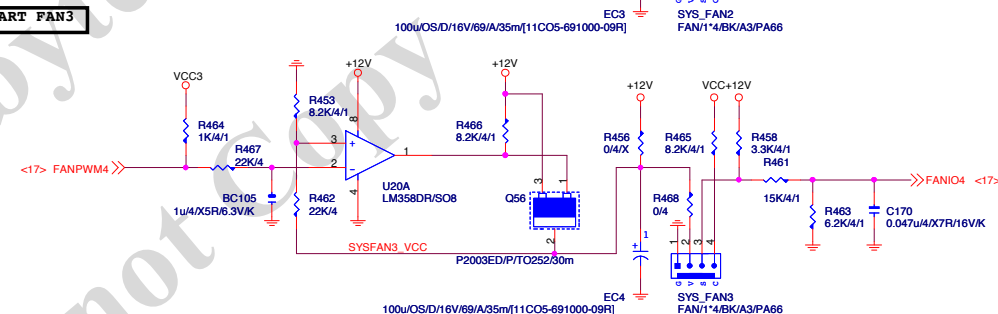 ART FAN3
EC3
100u/OS/D/16V/69/A/35m/[11CO5-691000-09R]
G V S C
SYS_FAN2
FAN/1*4/BK/A3/PA66
VCC3
+12V
+12V
+12V
VCC
+12V
R453
8.2K/4/1
R464
1K/4/1
R466
8.2K/4/1
R456
0/4/X
R465
8.2K/4/1
R458
3.3K/4/1
R467
22K/4
R461
15K/4/1
<17> FANPWM4
FANIO4 <17>
8
3
+
2
-
1
4
U20A
LM358DR/SO8
BC105
1u/4/X5R/6.3V/K
R462
22K/4
Q56
3
1
2
R468
0/4
R463
6.2K/4/1
C170
0.047u/4/X7R/16V/K
SYSFAN3_VCC
P2003ED/P/TO252/30m
+
1
1 2 3 4
G V S C
EC4
100u/OS/D/16V/69/A/35m/[11CO5-691000-09R]
SYS_FAN3
FAN/1*4/BK/A3/PA66
not Copy